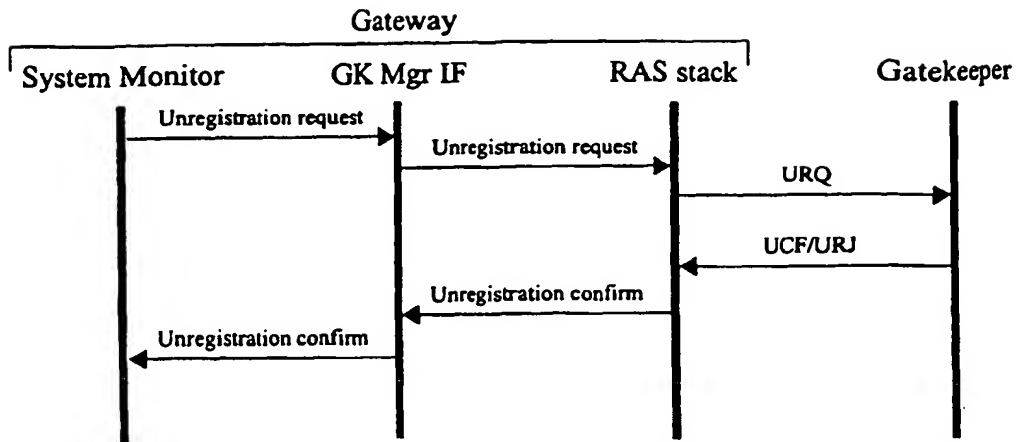 Gateway
System Monitor
GK Mgr IF
RAS stack
Gatekeeper
Unregistration request
Unregistration request
URQ
UCF/URJ
Unregistration confirm
Unregistration confirm